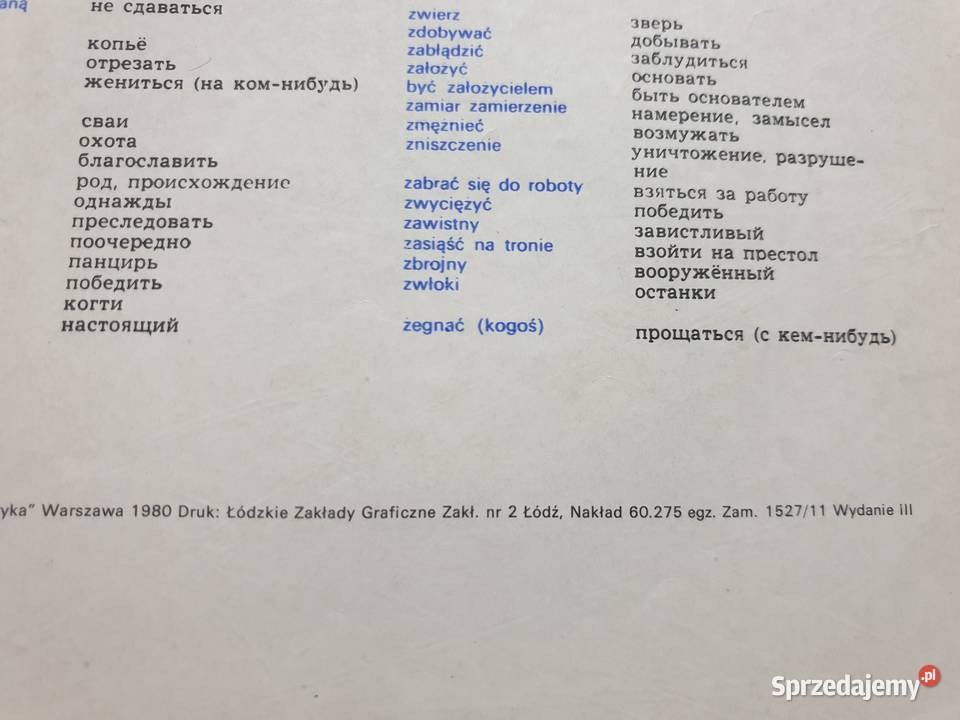 aną
не сдаваться
копьё
отрезать
жениться (на ком-нибудь)
сваи
охота
благославить
род, происхождение
однажды
преследовать
поочередно
панцирь
победить
когти
настоящий
zwierz
zdobywać
zabłądzić
założyć
być założycielem
zamiar zamierzenie
zmężnieć
zniszczenie
zabrać się do roboty
zwyciężyć
zawistny
zasiąść na tronie
zbrojny
zwłoki
żegnać (kogoś)
зверь
добывать
заблудиться
основать
быть основателем
намерение, замысел
возмужать
уничтожение, разруше-
ние
взяться за работу
победить
завистливый
взойти на престол
вооружённый
останки
прощаться (с кем-нибудь)
yka" Warszawa 1980 Druk: Łódzkie Zakłady Graficzne Zakł. nr 2 Łódź, Nakład 60.275 egz. Zam. 1527/11 Wydanie III
Sprzedajemy.pl